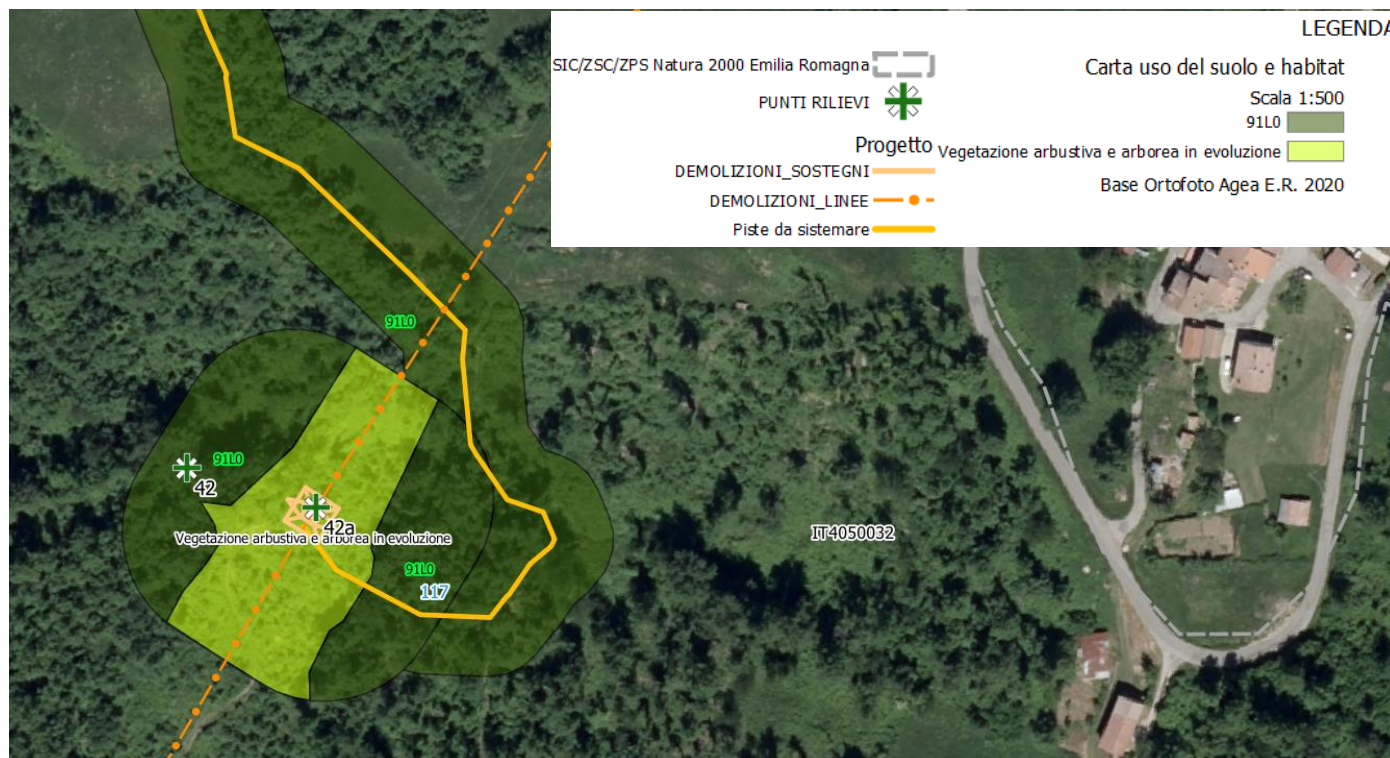 LEGENDA
SIC/ZSC/ZPS Natura 2000 Emilia Romagna
PUNTI RILIEVI
Progetto
DEMOLIZIONI_SOSTEGNI
DEMOLIZIONI_LINEE
Piste da sistemare
Carta uso del suolo e habitat
Scala 1:500
91L0
Vegetazione arbustiva e arborea in evoluzione
Base Ortofoto Agea E.R. 2020
91L0
91L0
42
42a
Vegetazione arbustiva e arborea in evoluzione
IT4050032
91L0
117